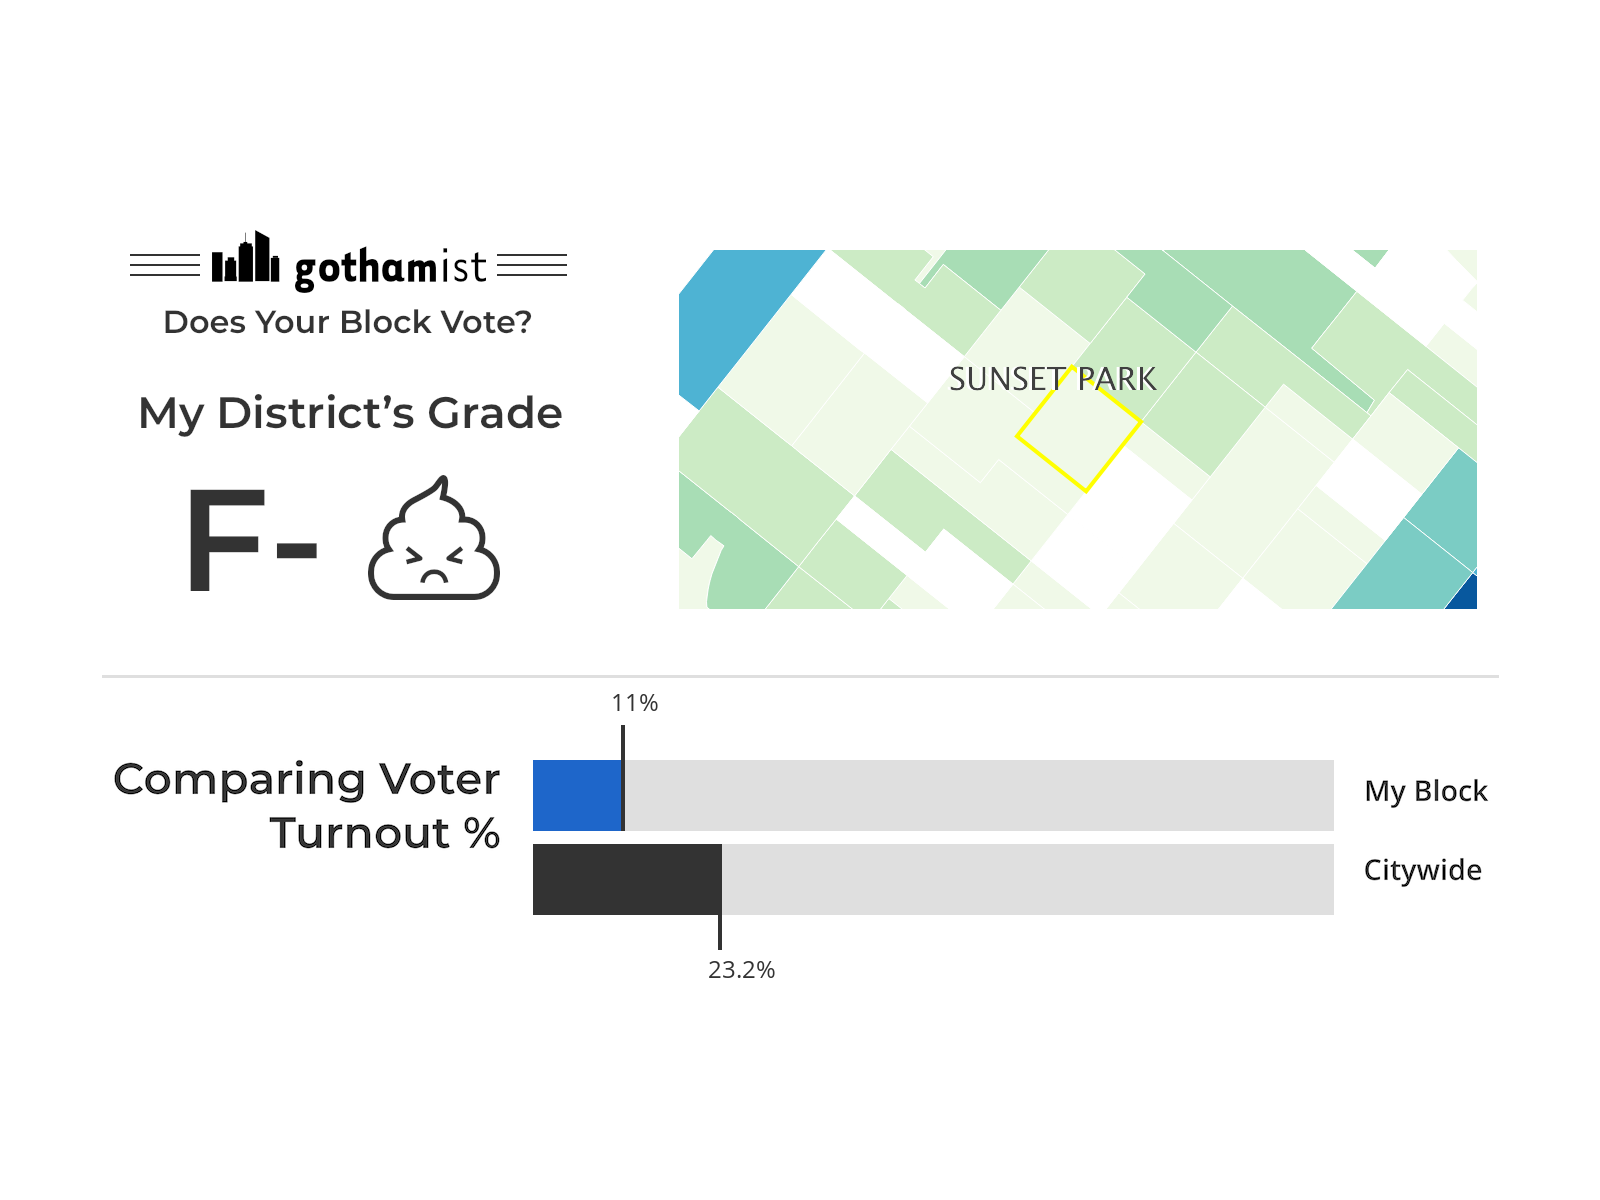 gothamist
Does Your Block Vote?
My District’s Grade
F-
SUNSET PARK
11%
Comparing Voter
Turnout %
My Block
Citywide
23.2%